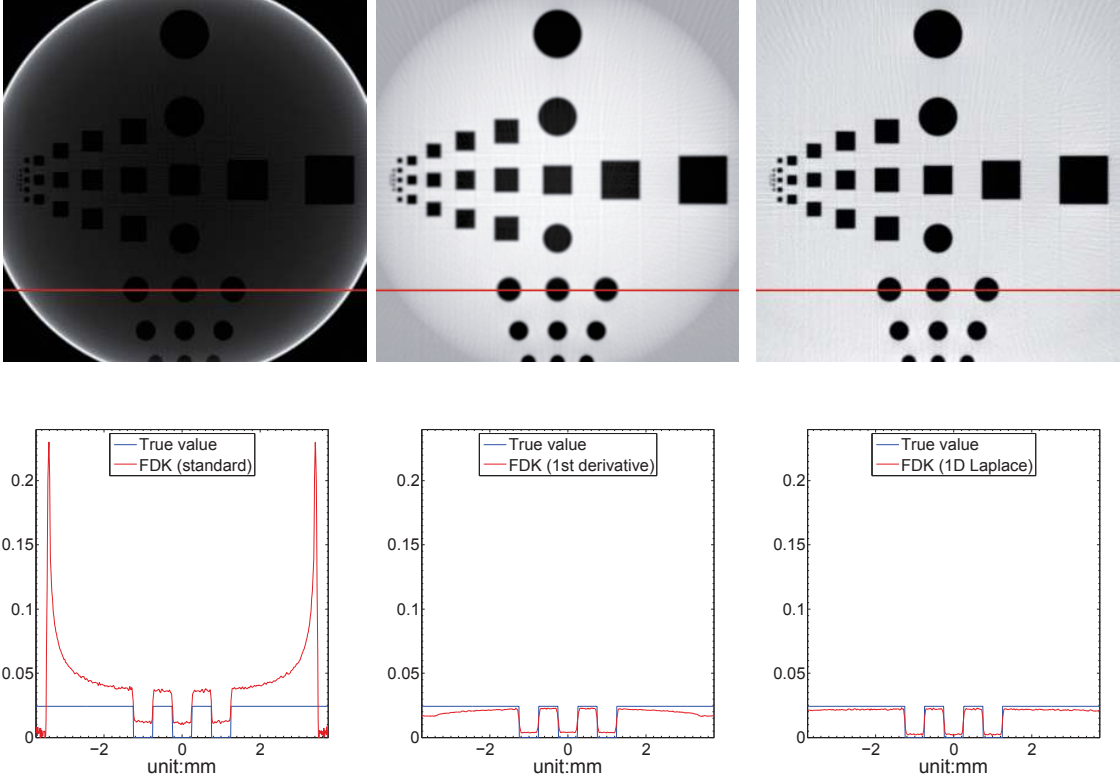 True value
FDK (standard)
0.2
0.15
0.1
0.05
0
−2
0
2
unit:mm
True value
FDK (1st derivative)
0.2
0.15
0.1
0.05
0
−2
0
2
unit:mm
True value
FDK (1D Laplace)
0.2
0.15
0.1
0.05
0
−2
0
2
unit:mm